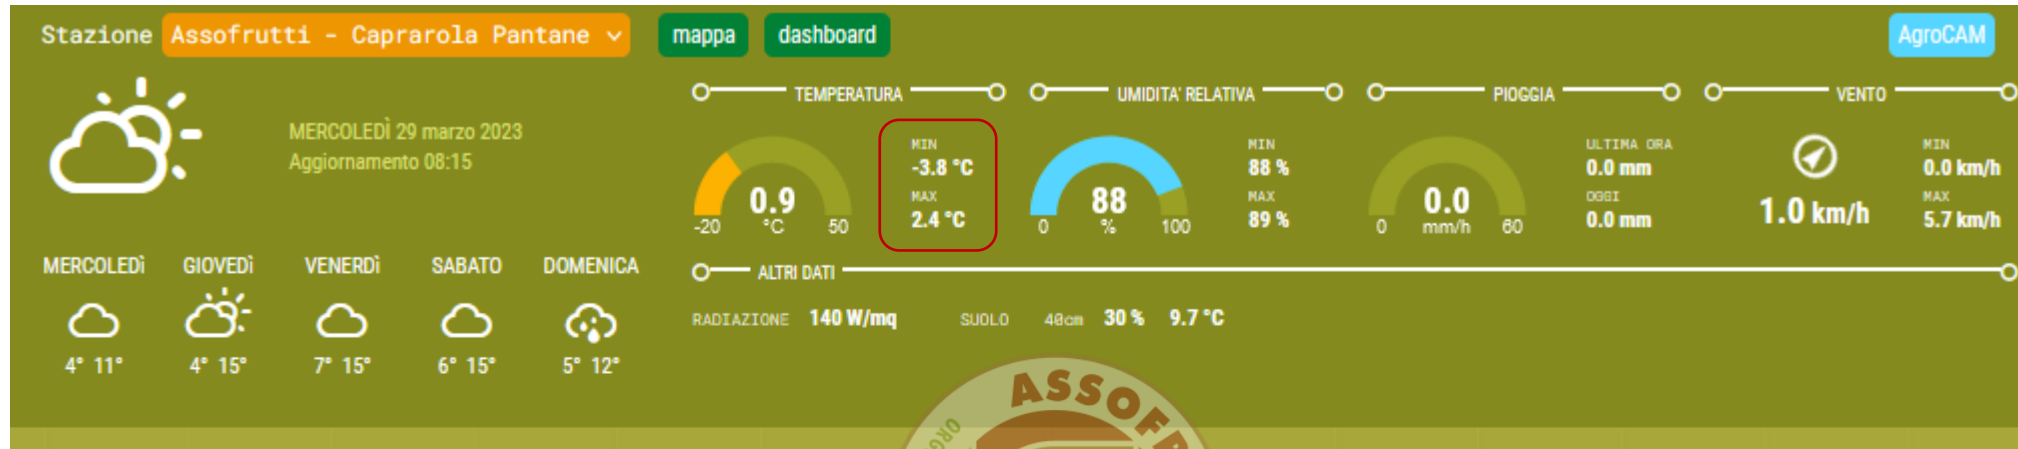 Stazione Assofrutti - Caprarola Pantane mappa dashboard AgroCAM
MERCOLEDÌ 29 marzo 2023
Aggiornamento 08:15
TEMPERATURA
0.9
°C
-20 50
MIN
-3.8 °C
MAX
2.4 °C
UMIDITA' RELATIVA
88
%
0 100
MIN
88 %
MAX
89 %
PIOGGIA
0.0
mm/h
0 60
ULTIMA ORA
0.0 mm
OGGI
0.0 mm
VENTO
1.0 km/h
MIN
0.0 km/h
MAX
5.7 km/h
MERCOLEDÌ GIOVEDÌ VENERDÌ SABATO DOMENICA
4° 11° 4° 15° 7° 15° 6° 15° 5° 12°
ALTRI DATI
RADIAZIONE 140 W/mq SUOLO 40cm 30 % 9.7 °C